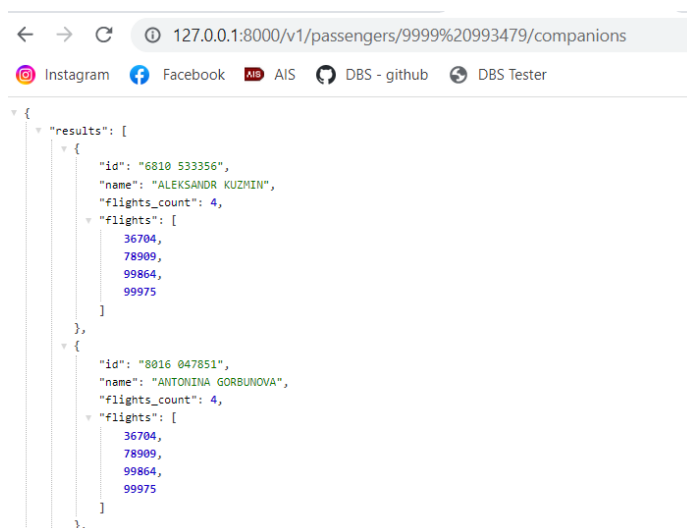 127.0.0.1:8000/v1/passengers/9999%20993479/companions
Instagram Facebook AIS AIS DBS - github DBS Tester
{
"results": [
{
"id": "6810 533356",
"name": "ALEKSANDR KUZMIN",
"flights_count": 4,
"flights": [
36704,
78909,
99864,
99975
]
},
{
"id": "8016 047851",
"name": "ANTONINA GORBUNOVA",
"flights_count": 4,
"flights": [
36704,
78909,
99864,
99975
]
},